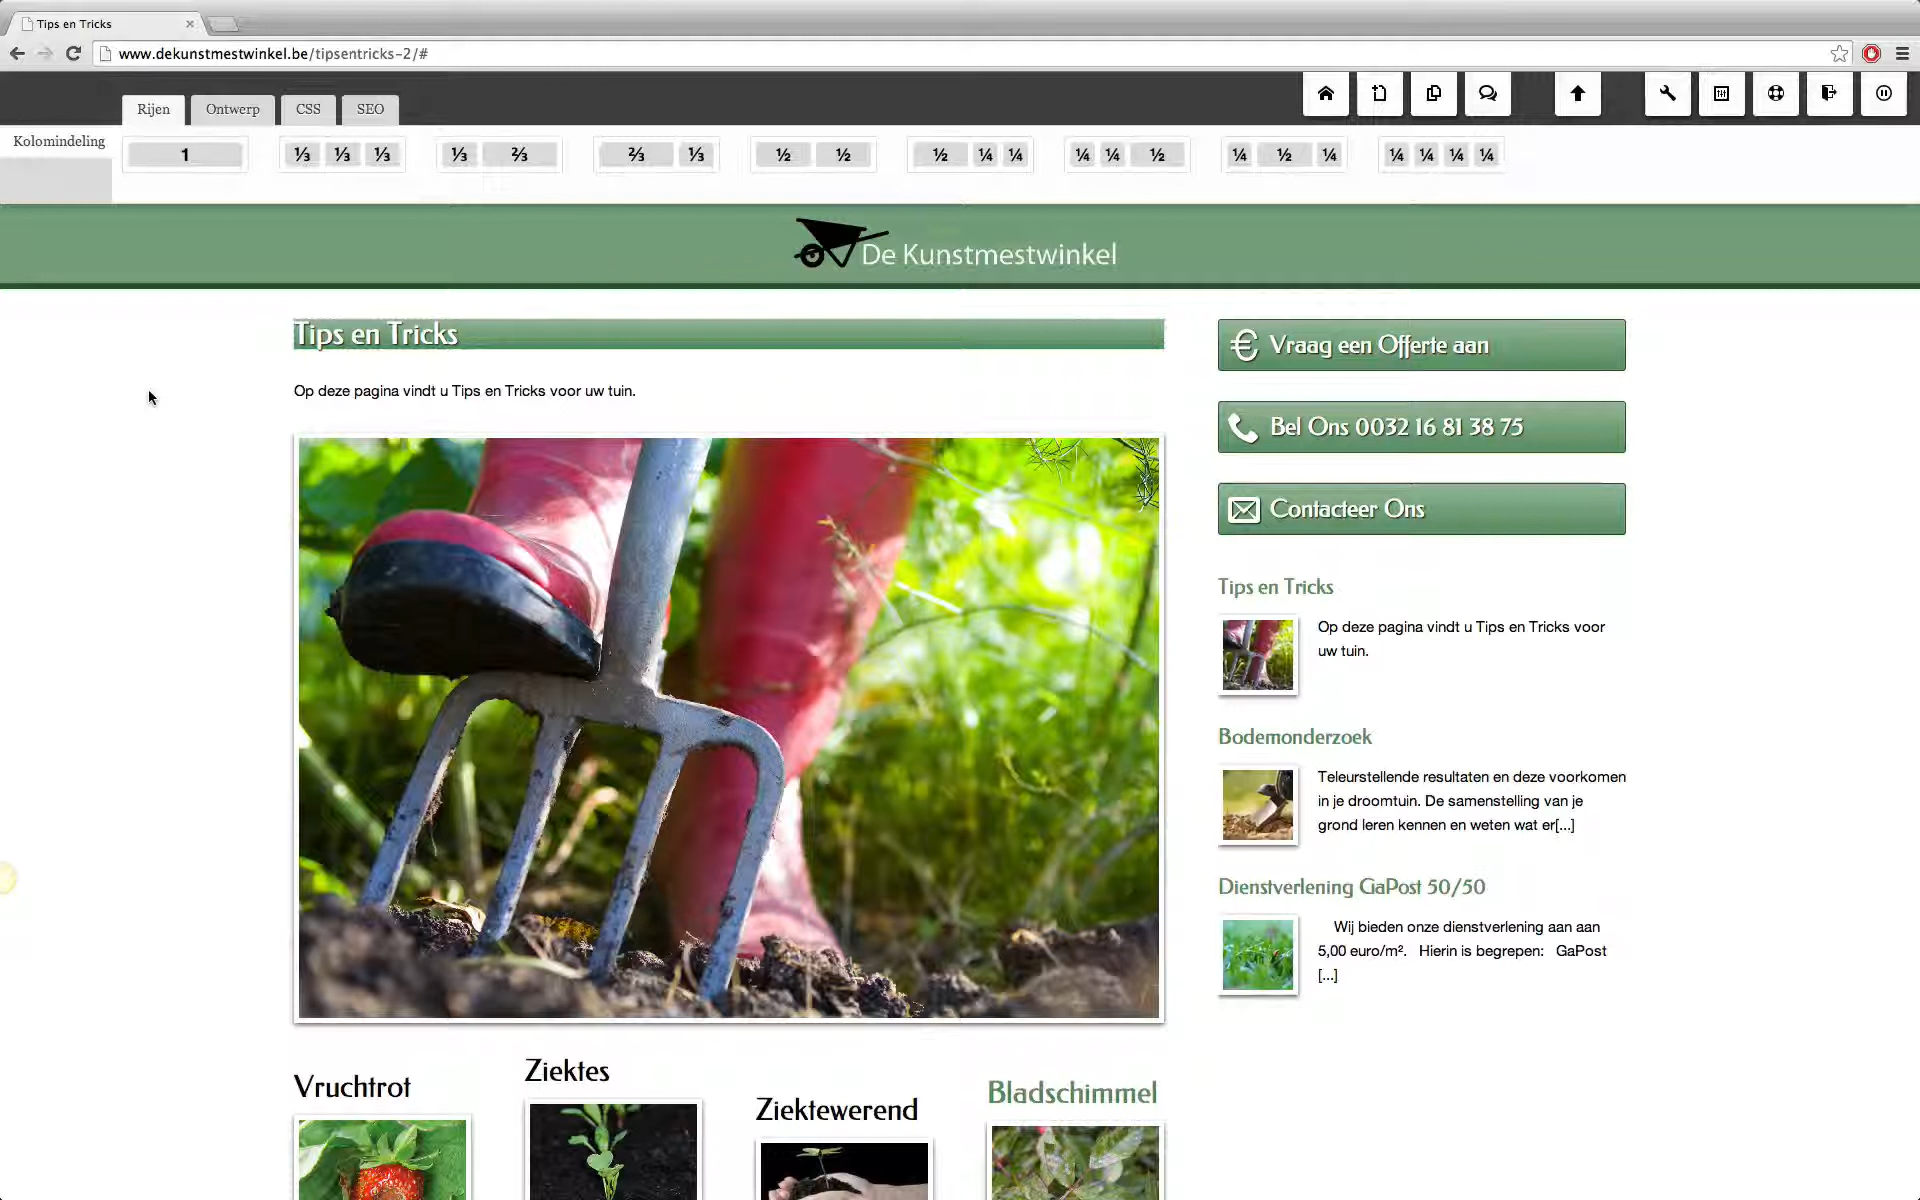 Tips en Tricks
www.dekunstmestwinkel.be/tipsentricks-2/#
Rijen Ontwerp CSS SEO
Kolomindeling
1 ⅓ ⅓ ⅓ ⅓ ⅔ ⅔ ⅓ ½ ½ ½ ¼ ¼ ¼ ¼ ½ ¼ ½ ¼ ¼ ¼ ¼ ¼
De Kunstmestwinkel
Tips en Tricks
Op deze pagina vindt u Tips en Tricks voor uw tuin.
Vruchtrot
Ziektes
Ziektewerend
Bladschimmel
€ Vraag een Offerte aan
Bel Ons 0032 16 81 38 75
Contacteer Ons
Tips en Tricks
Op deze pagina vindt u Tips en Tricks voor
uw tuin.
Bodemonderzoek
Teleurstellende resultaten en deze voorkomen
in je droomtuin. De samenstelling van je
grond leren kennen en weten wat er[...]
Dienstverlening GaPost 50/50
Wij bieden onze dienstverlening aan aan
5,00 euro/m². Hierin is begrepen: GaPost
[...]